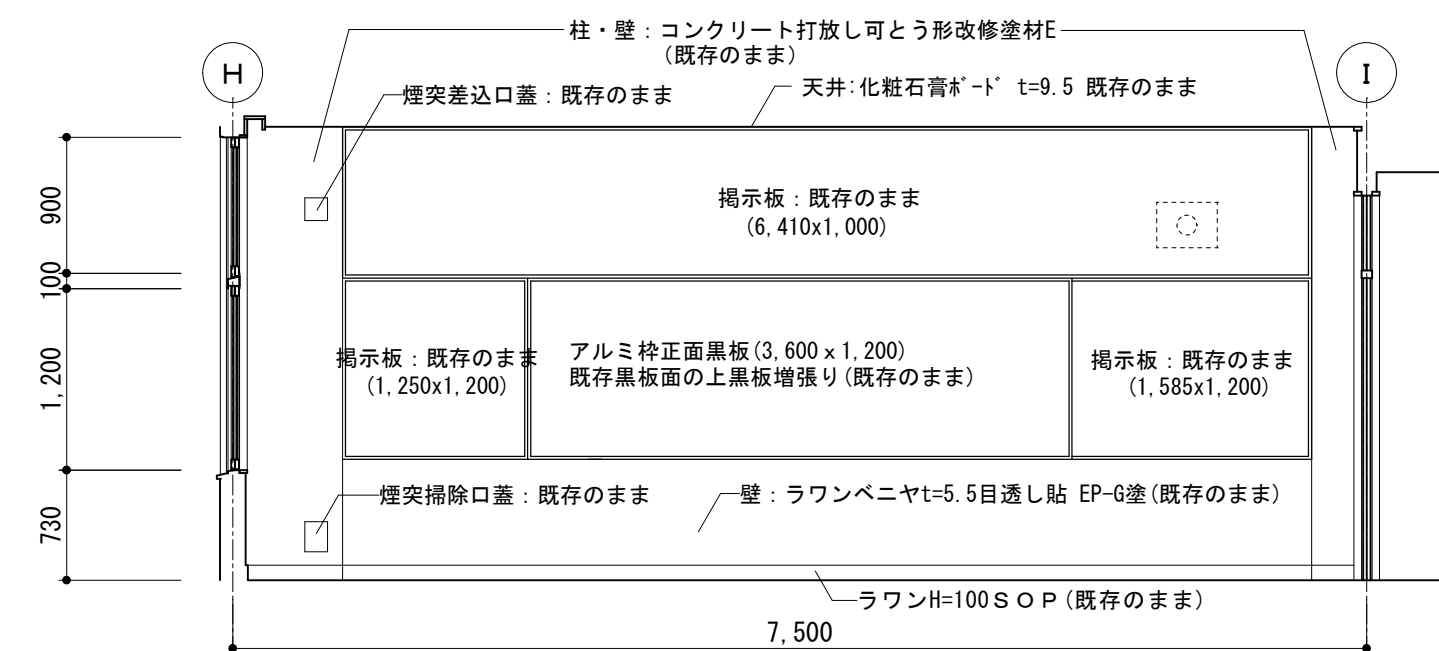 柱・壁：コンクリート打放し可とう形改修塗材E
(既存のまま)
H
I
煙突差込口蓋：既存のまま
天井:化粧石膏ﾎﾞｰﾄﾞ t=9.5 既存のまま
900
掲示板：既存のまま
(6,410x1,000)
100
1,200
掲示板：既存のまま
(1,250x1,200)
アルミ枠正面黒板(3,600ｘ1,200)
既存黒板面の上黒板増張り(既存のまま)
掲示板：既存のまま
(1,585x1,200)
730
煙突掃除口蓋：既存のまま
壁：ラワンベニヤt=5.5目透し貼 EP-G塗(既存のまま)
ラワンH=100ＳＯＰ(既存のまま)
7,500